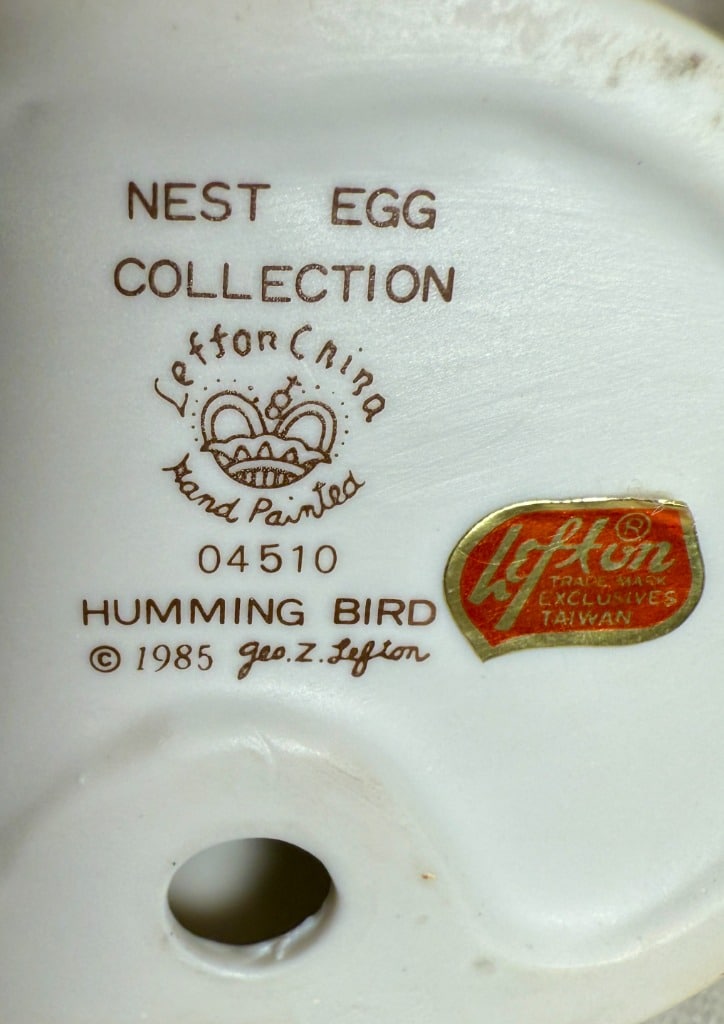 NEST EGG
COLLECTION
Lefton China
Hand Painted
04510
HUMMING BIRD
© 1985 Geo. Z. Lefton
Lefton ®
TRADE MARK
EXCLUSIVES
TAIWAN